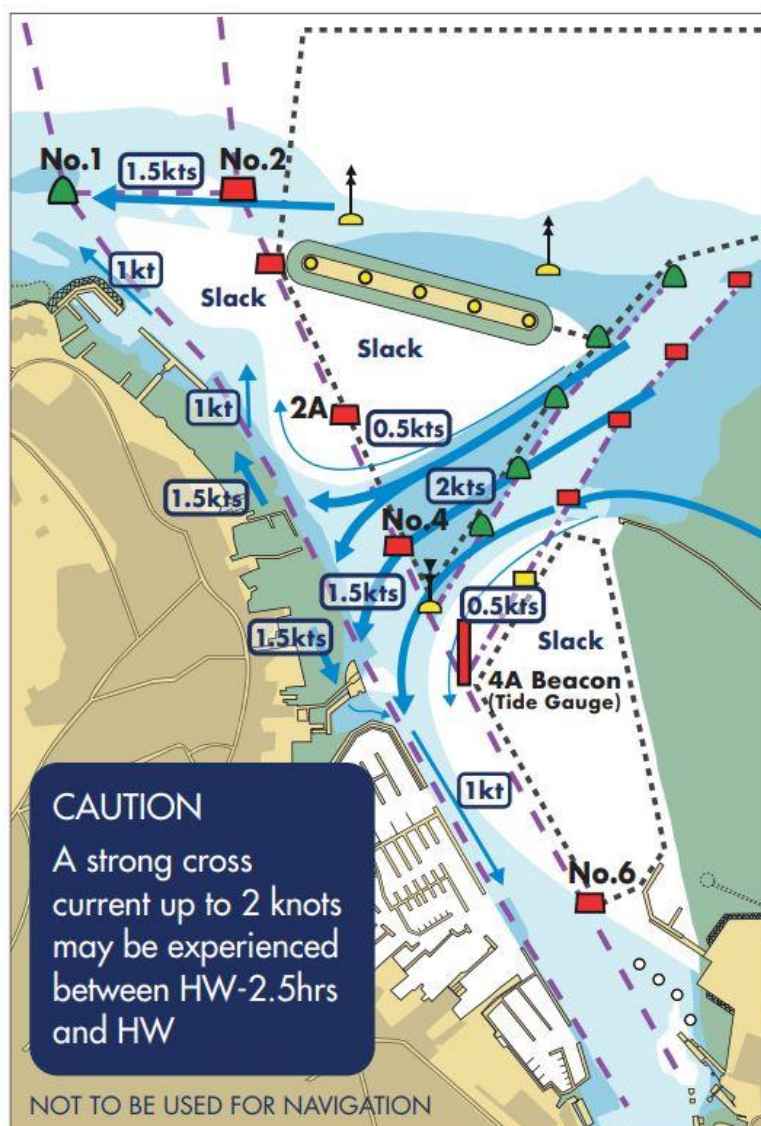 No.1
1.5kts
No.2
1kt
Slack
Slack
1kt
2A
0.5kts
1.5kts
2kts
No.4
1.5kts
0.5kts
1.5kts
Slack
4A Beacon
(Tide Gauge)
1kt
No.6
CAUTION
A strong cross
current up to 2 knots
may be experienced
between HW-2.5hrs
and HW
NOT TO BE USED FOR NAVIGATION